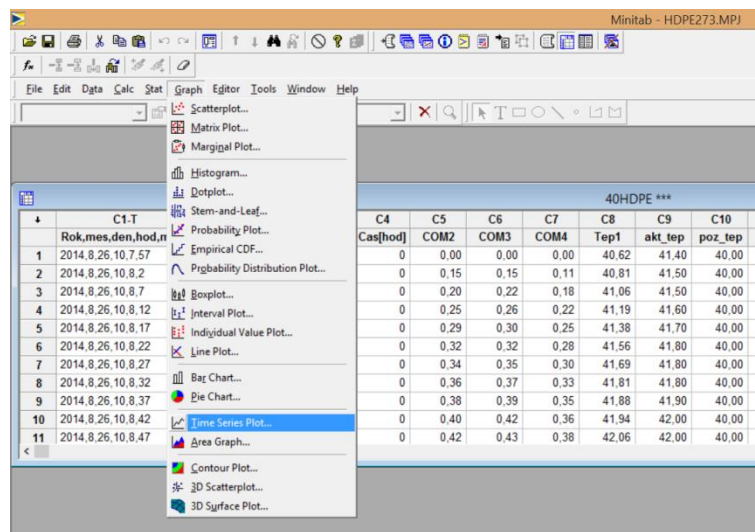 Minitab - HDPE273.MPJ
File Edit Data Calc Stat Graph Editor Tools Window Help
Scatterplot...
Matrix Plot...
Marginal Plot...
Histogram...
Dotplot...
Stem-and-Leaf...
Probability Plot...
Empirical CDF...
Probability Distribution Plot...
Boxplot...
Interval Plot...
Individual Value Plot...
Line Plot...
Bar Chart...
Pie Chart...
Time Series Plot...
Area Graph...
Contour Plot...
3D Scatterplot...
3D Surface Plot...
40HDPE ***
C1-T C4 C5 C6 C7 C8 C9 C10
Rok,mes,den,hod,m Cas[hod] COM2 COM3 COM4 Tep1 akt_tep poz_tep
1 2014,8,26,10,7,57 0 0,00 0,00 0,00 40,62 41,40 40,00
2 2014,8,26,10,8,2 0 0,15 0,15 0,11 40,81 41,50 40,00
3 2014,8,26,10,8,7 0 0,20 0,22 0,18 41,06 41,50 40,00
4 2014,8,26,10,8,12 0 0,25 0,26 0,22 41,19 41,60 40,00
5 2014,8,26,10,8,17 0 0,29 0,30 0,25 41,38 41,70 40,00
6 2014,8,26,10,8,22 0 0,32 0,32 0,28 41,56 41,80 40,00
7 2014,8,26,10,8,27 0 0,34 0,35 0,30 41,69 41,80 40,00
8 2014,8,26,10,8,32 0 0,36 0,37 0,33 41,81 41,80 40,00
9 2014,8,26,10,8,37 0 0,38 0,39 0,35 41,88 41,90 40,00
10 2014,8,26,10,8,42 0 0,40 0,42 0,36 41,94 42,00 40,00
11 2014,8,26,10,8,47 0 0,42 0,43 0,38 42,06 42,00 40,00